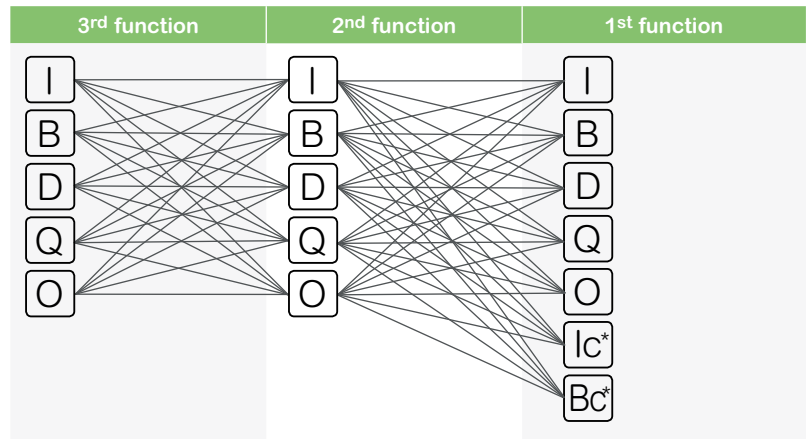 3rd function 2nd function 1st function
I I I
B B B
D D D
Q Q Q
O O O
Ic*
Bc*